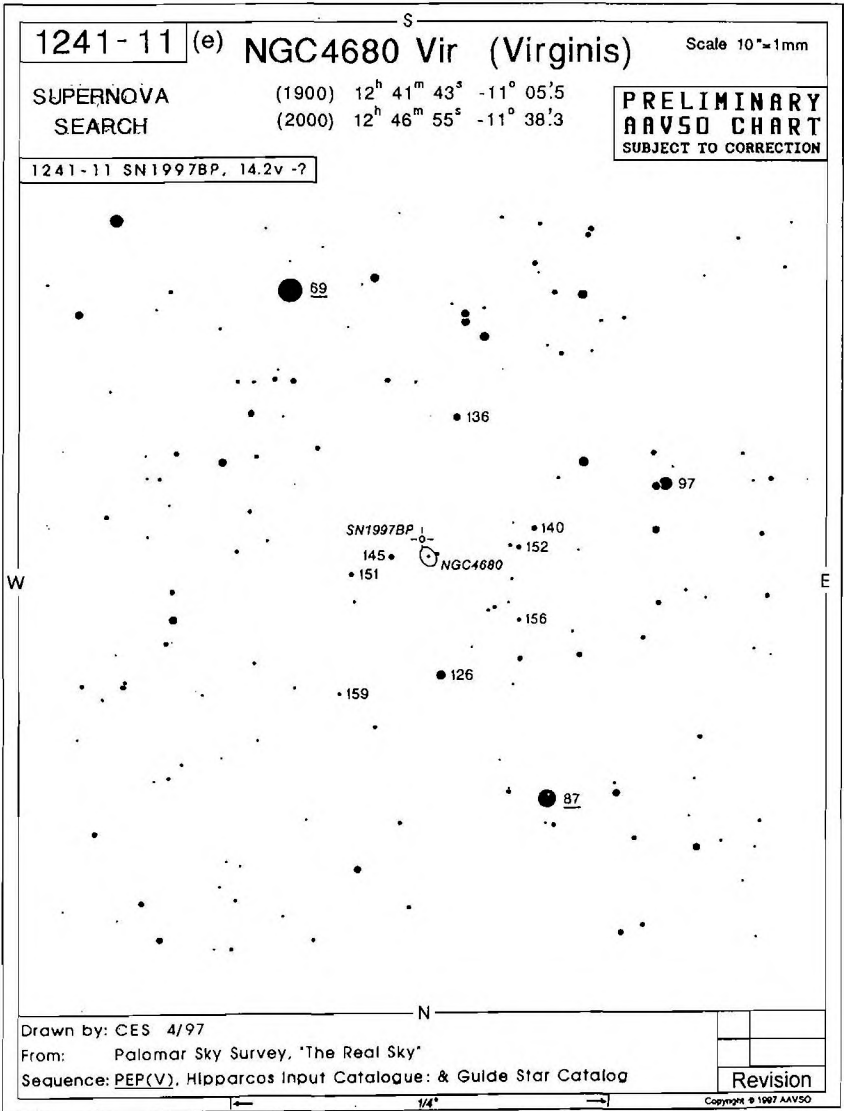 S
1241-11 (e) NGC4680 Vir (Virginis) Scale 10"=1mm
SUPERNOVA SEARCH
(1900) 12h 41m 43s -11° 05.'5
(2000) 12h 46m 55s -11° 38.'3
PRELIMINARY
AAVSO CHART
SUBJECT TO CORRECTION
1241-11 SN1997BP, 14.2v -?
69
136
97
SN1997BP
140
152
145
NGC4680
151
W
E
156
126
159
87
N
Drawn by: CES 4/97
From: Palomar Sky Survey, "The Real Sky"
Sequence: PEP(V), Hipparcos Input Catalogue: & Guide Star Catalog
Revision
1/4°
Copyright © 1997 AAVSO